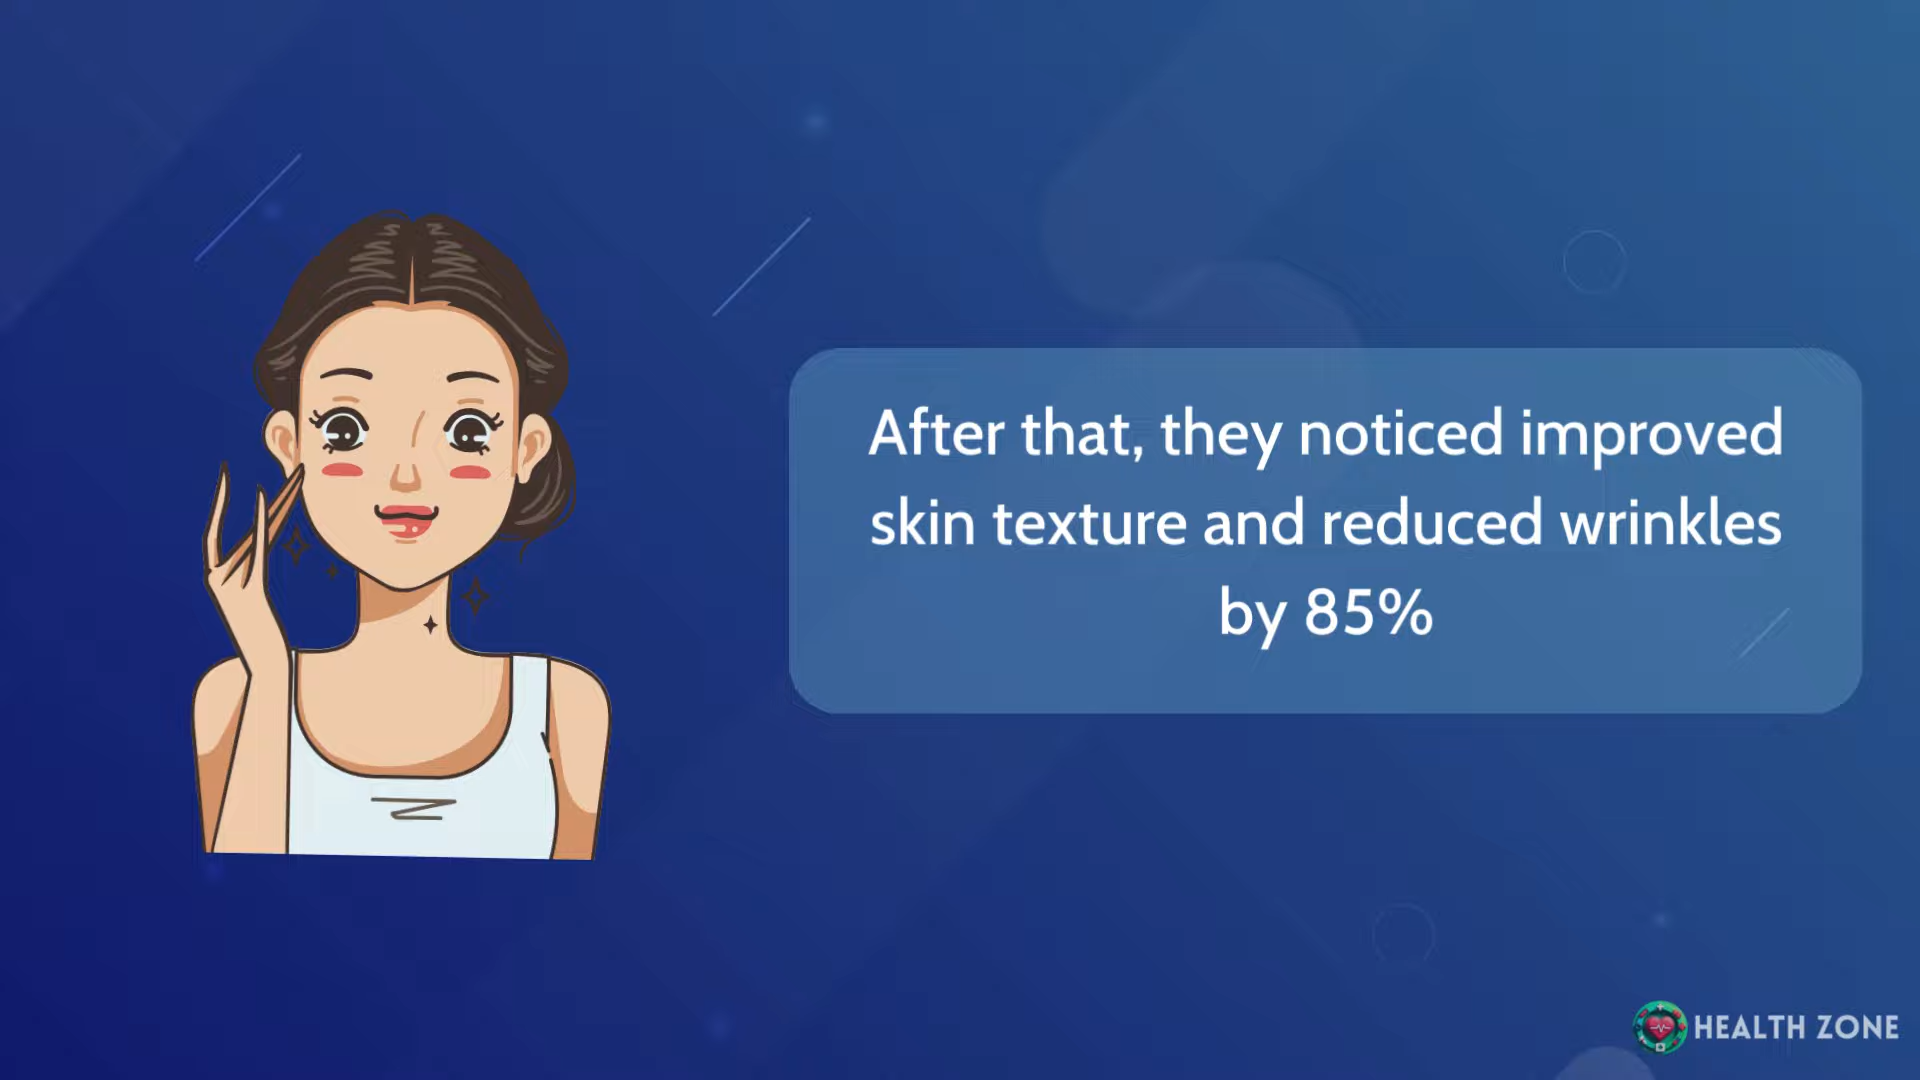 After that, they noticed improved
skin texture and reduced wrinkles
by 85%
HEALTH ZONE